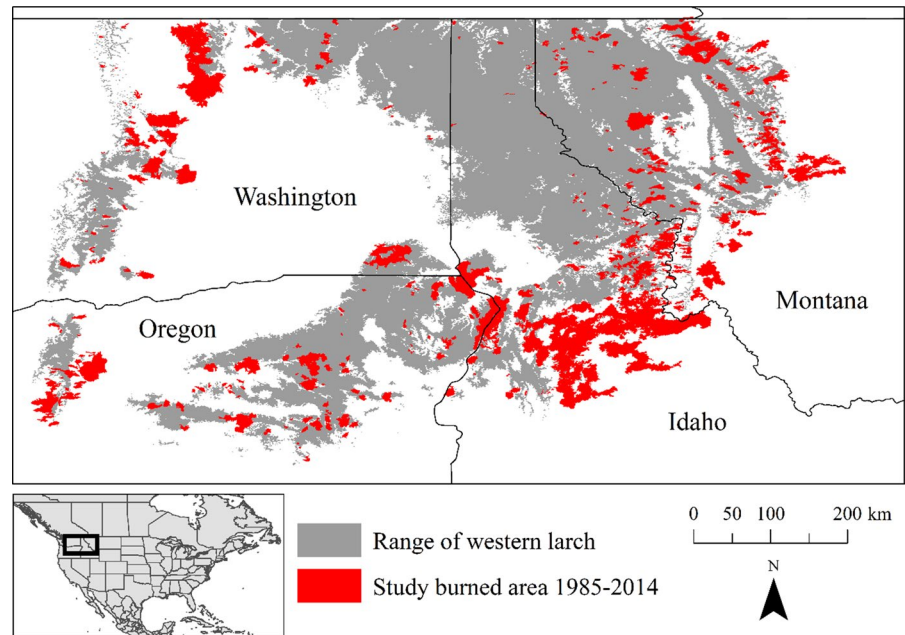 Washington
Montana
Oregon
Idaho
Range of western larch
Study burned area 1985-2014
0 50 100 200 km
N